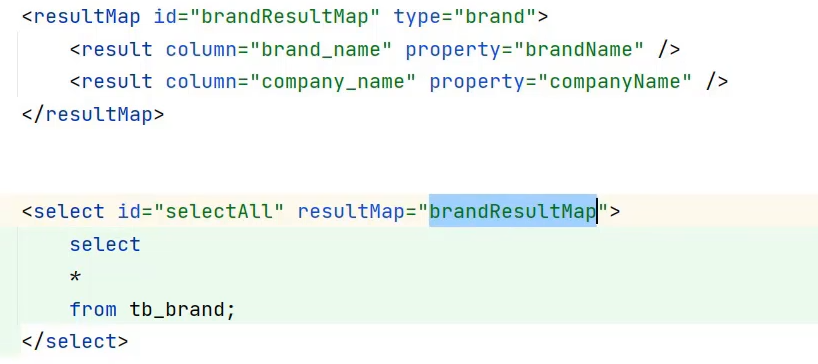 <resultMap id="brandResultMap" type="brand">
    <result column="brand_name" property="brandName" />
    <result column="company_name" property="companyName" />
</resultMap>
<select id="selectAll" resultMap="brandResultMap">
    select
    *
    from tb_brand;
</select>